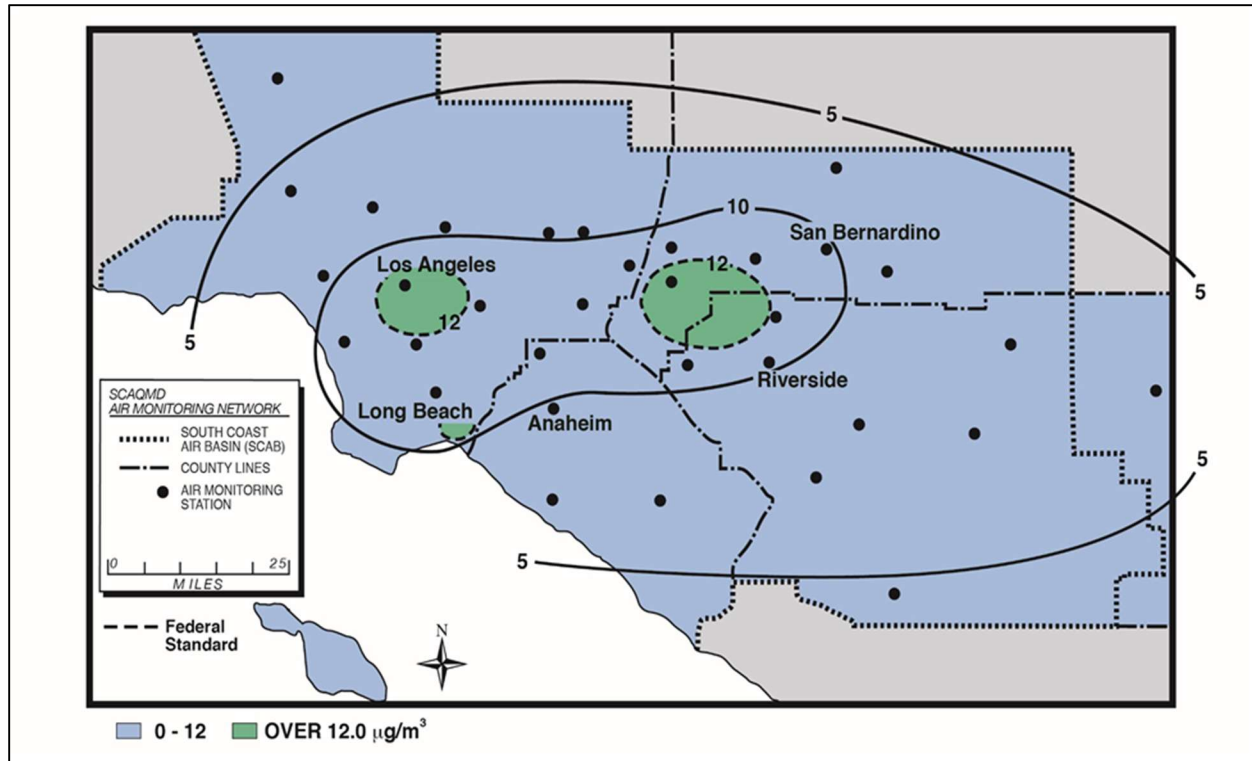 5
10
San Bernardino
Los Angeles
12
5
12
5
Riverside
SCAQMD
AIR MONITORING NETWORK
SOUTH COAST
AIR BASIN (SCAB)
COUNTY LINES
AIR MONITORING
STATION
0 25
MILES
Long Beach
Anaheim
5
5
Federal
Standard
N
0 - 12
OVER 12.0 µg/m³